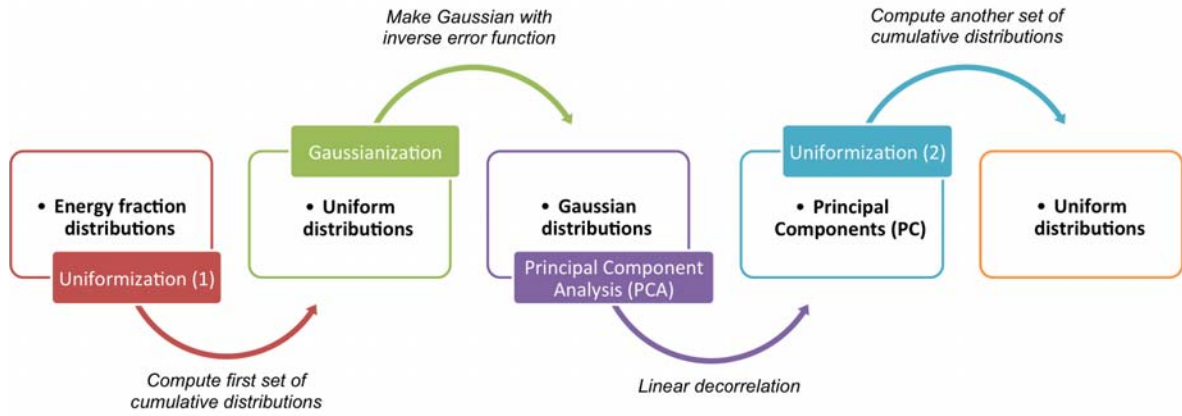 Make Gaussian with
inverse error function
Compute another set of
cumulative distributions
Gaussianization
Uniformization (2)
• Energy fraction
distributions
• Uniform
distributions
• Gaussian
distributions
• Principal
Components (PC)
• Uniform
distributions
Uniformization (1)
Principal Component
Analysis (PCA)
Compute first set of
cumulative distributions
Linear decorrelation